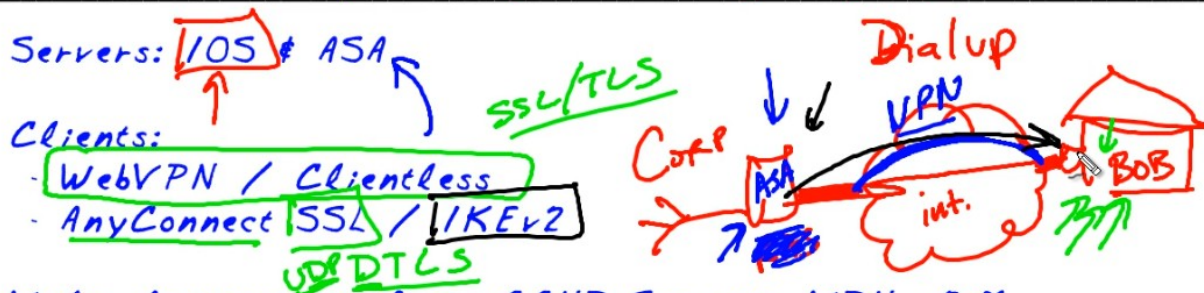 Servers: IOS & ASA
Clients:
- WebVPN / Clientless
- AnyConnect SSL / IKEv2
SSL/TLS
UDP DTLS
Dialup
VPN
Corp
ASA
int.
BOB